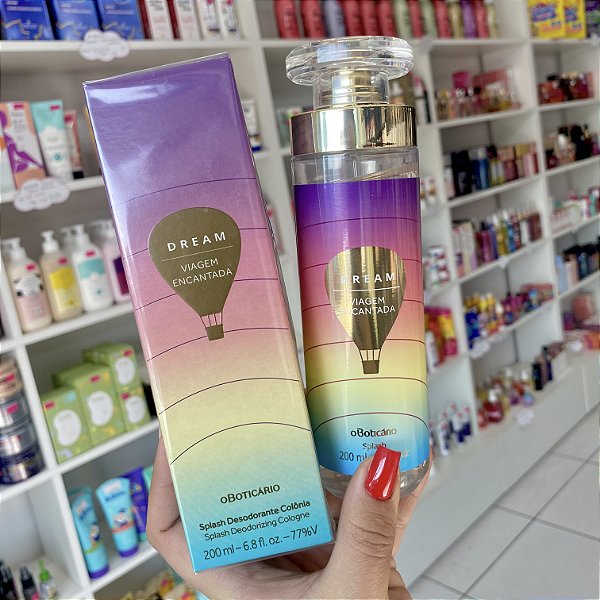 DREAM
VIAGEM
ENCANTADA
oBOTICÁRIO
Splash Desodorante Colônia
Splash Deodorizing Cologne
200 ml – 6.8 fl. oz. – 77%V
DREAM
VIAGEM
ENCANTADA
oBoticário
Splash
200 ml